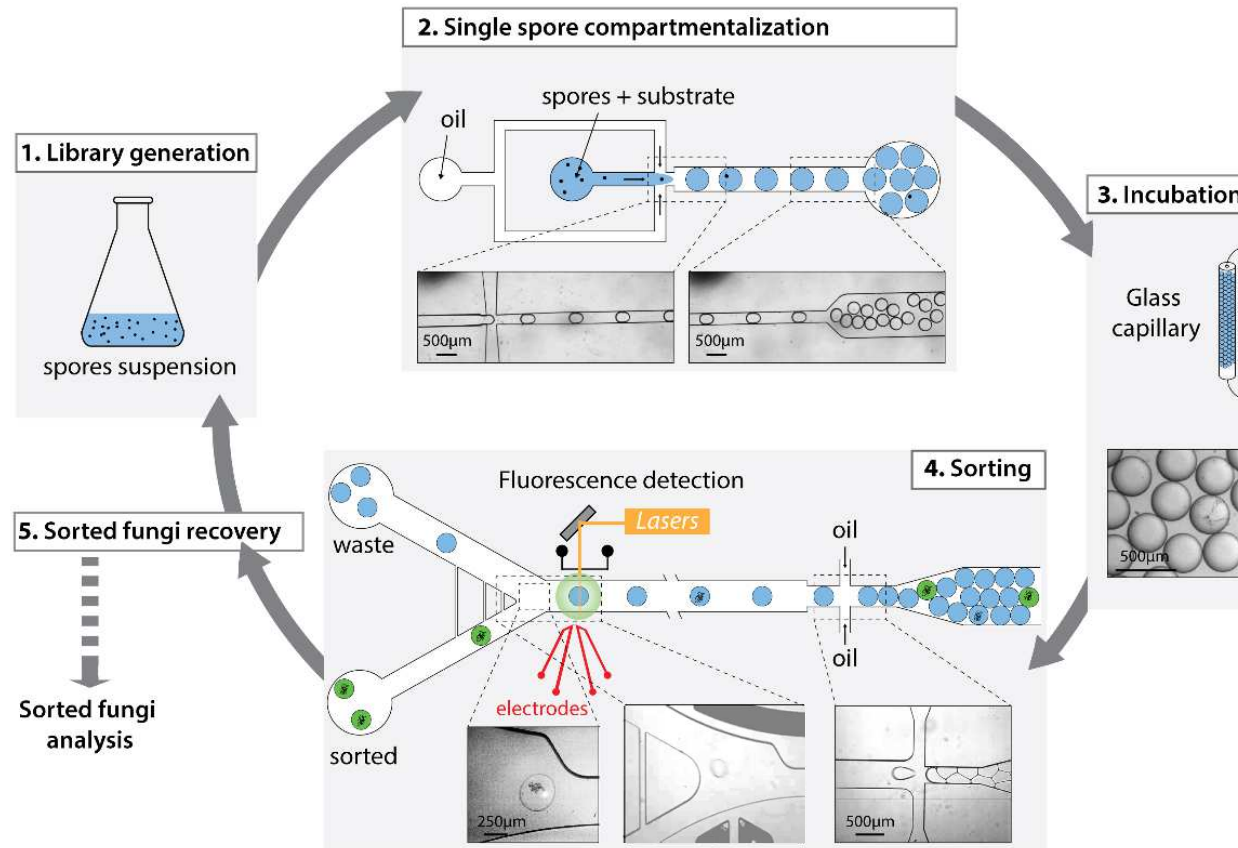 2. Single spore compartmentalization
spores + substrate
oil
500µm
500µm
1. Library generation
spores suspension
3. Incubation
Glass
capillary
500µm
4. Sorting
Fluorescence detection
Lasers
waste
oil
oil
electrodes
sorted
250µm
500µm
5. Sorted fungi recovery
Sorted fungi
analysis